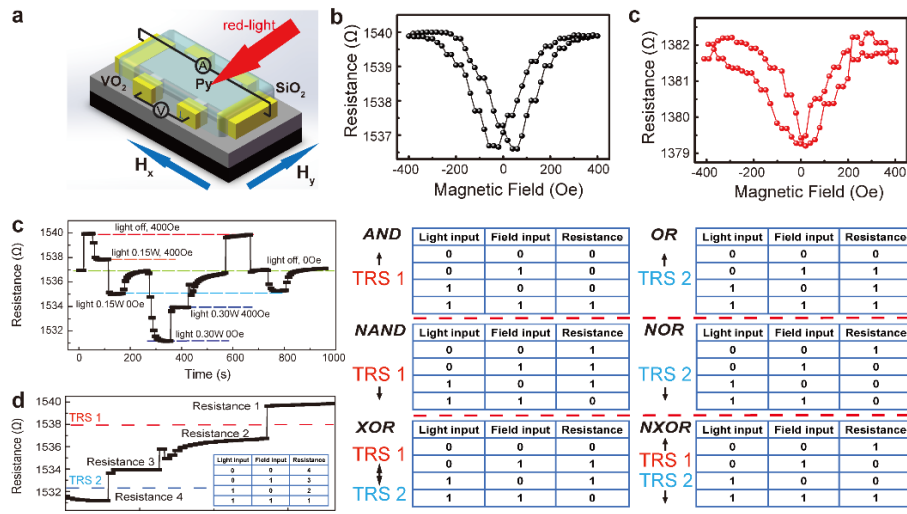 a
red-light
A
Py
VO2
SiO2
V
Hx
Hy
b
Resistance (Ω)
1540
1539
1538
1537
-400 -200 0 200 400
Magnetic Field (Oe)
c
Resistance (Ω)
1382
1381
1380
1379
-400 -200 0 200 400
Magnetic Field (Oe)
c
Resistance (Ω)
1540
1538
1536
1534
1532
light off, 400Oe
light 0.15W, 400Oe
light off, 0Oe
light 0.15W 0Oe
light 0.30W 400Oe
light 0.30W 0Oe
0 200 400 600 800 1000
Time (s)
d
Resistance (Ω)
1540
1538
1536
1534
1532
TRS 1
TRS 2
Resistance 1
Resistance 2
Resistance 3
Resistance 4
Light input Field input Resistance
0 0 4
0 1 3
1 0 2
1 1 1
AND
TRS 1
Light input Field input Resistance
0 0 0
0 1 0
1 0 0
1 1 1
OR
TRS 2
Light input Field input Resistance
0 0 0
0 1 1
1 0 1
1 1 1
NAND
TRS 1
Light input Field input Resistance
0 0 1
0 1 1
1 0 1
1 1 0
NOR
TRS 2
Light input Field input Resistance
0 0 1
0 1 0
1 0 0
1 1 0
XOR
TRS 1
TRS 2
Light input Field input Resistance
0 0 0
0 1 1
1 0 1
1 1 0
NXOR
TRS 1
TRS 2
Light input Field input Resistance
0 0 1
0 1 0
1 0 0
1 1 1